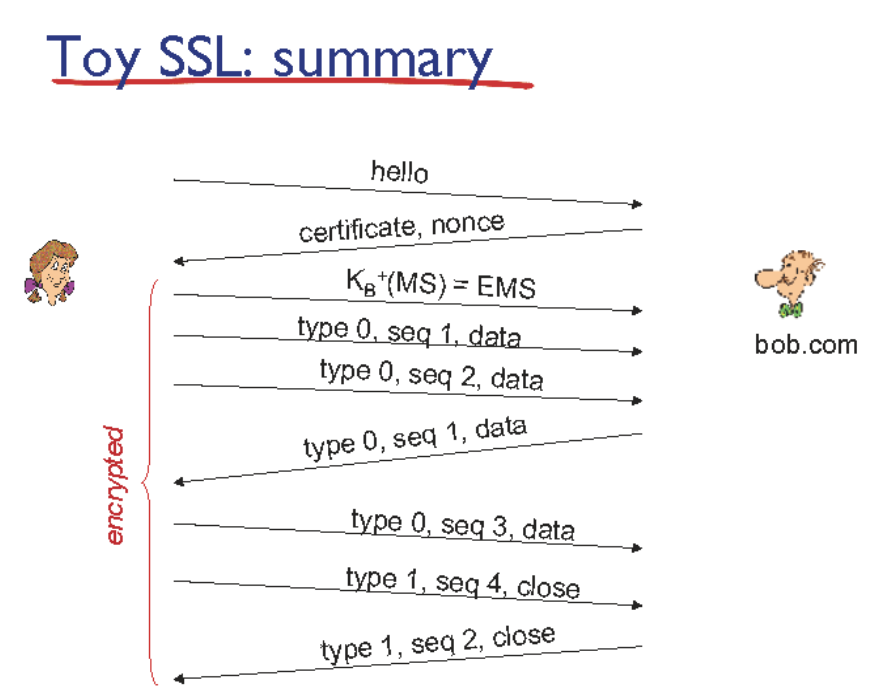 Toy SSL: summary
hello
certificate, nonce
K_B⁺(MS) = EMS
type 0, seq 1, data
type 0, seq 2, data
bob.com
type 0, seq 1, data
encrypted
type 0, seq 3, data
type 1, seq 4, close
type 1, seq 2, close